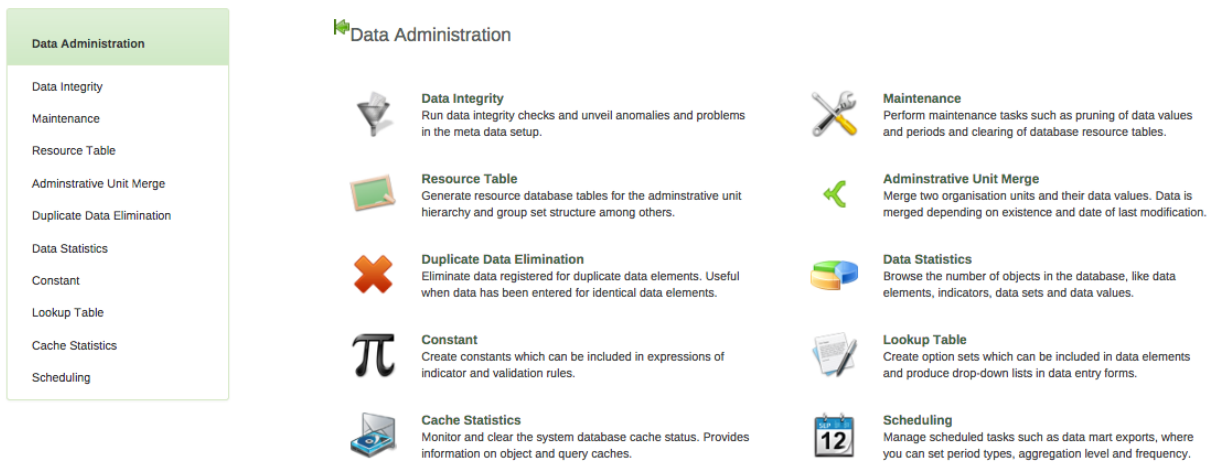 Data Administration
Data Integrity
Maintenance
Resource Table
Adminstrative Unit Merge
Duplicate Data Elimination
Data Statistics
Constant
Lookup Table
Cache Statistics
Scheduling
Data Administration
Data Integrity
Run data integrity checks and unveil anomalies and problems
in the meta data setup.
Maintenance
Perform maintenance tasks such as pruning of data values
and periods and clearing of database resource tables.
Resource Table
Generate resource database tables for the adminstrative unit
hierarchy and group set structure among others.
Adminstrative Unit Merge
Merge two organisation units and their data values. Data is
merged depending on existence and date of last modification.
Duplicate Data Elimination
Eliminate data registered for duplicate data elements. Useful
when data has been entered for identical data elements.
Data Statistics
Browse the number of objects in the database, like data
elements, indicators, data sets and data values.
π
Constant
Create constants which can be included in expressions of
indicator and validation rules.
Lookup Table
Create option sets which can be included in data elements
and produce drop-down lists in data entry forms.
Cache Statistics
Monitor and clear the system database cache status. Provides
information on object and query caches.
SEP
12
Scheduling
Manage scheduled tasks such as data mart exports, where
you can set period types, aggregation level and frequency.